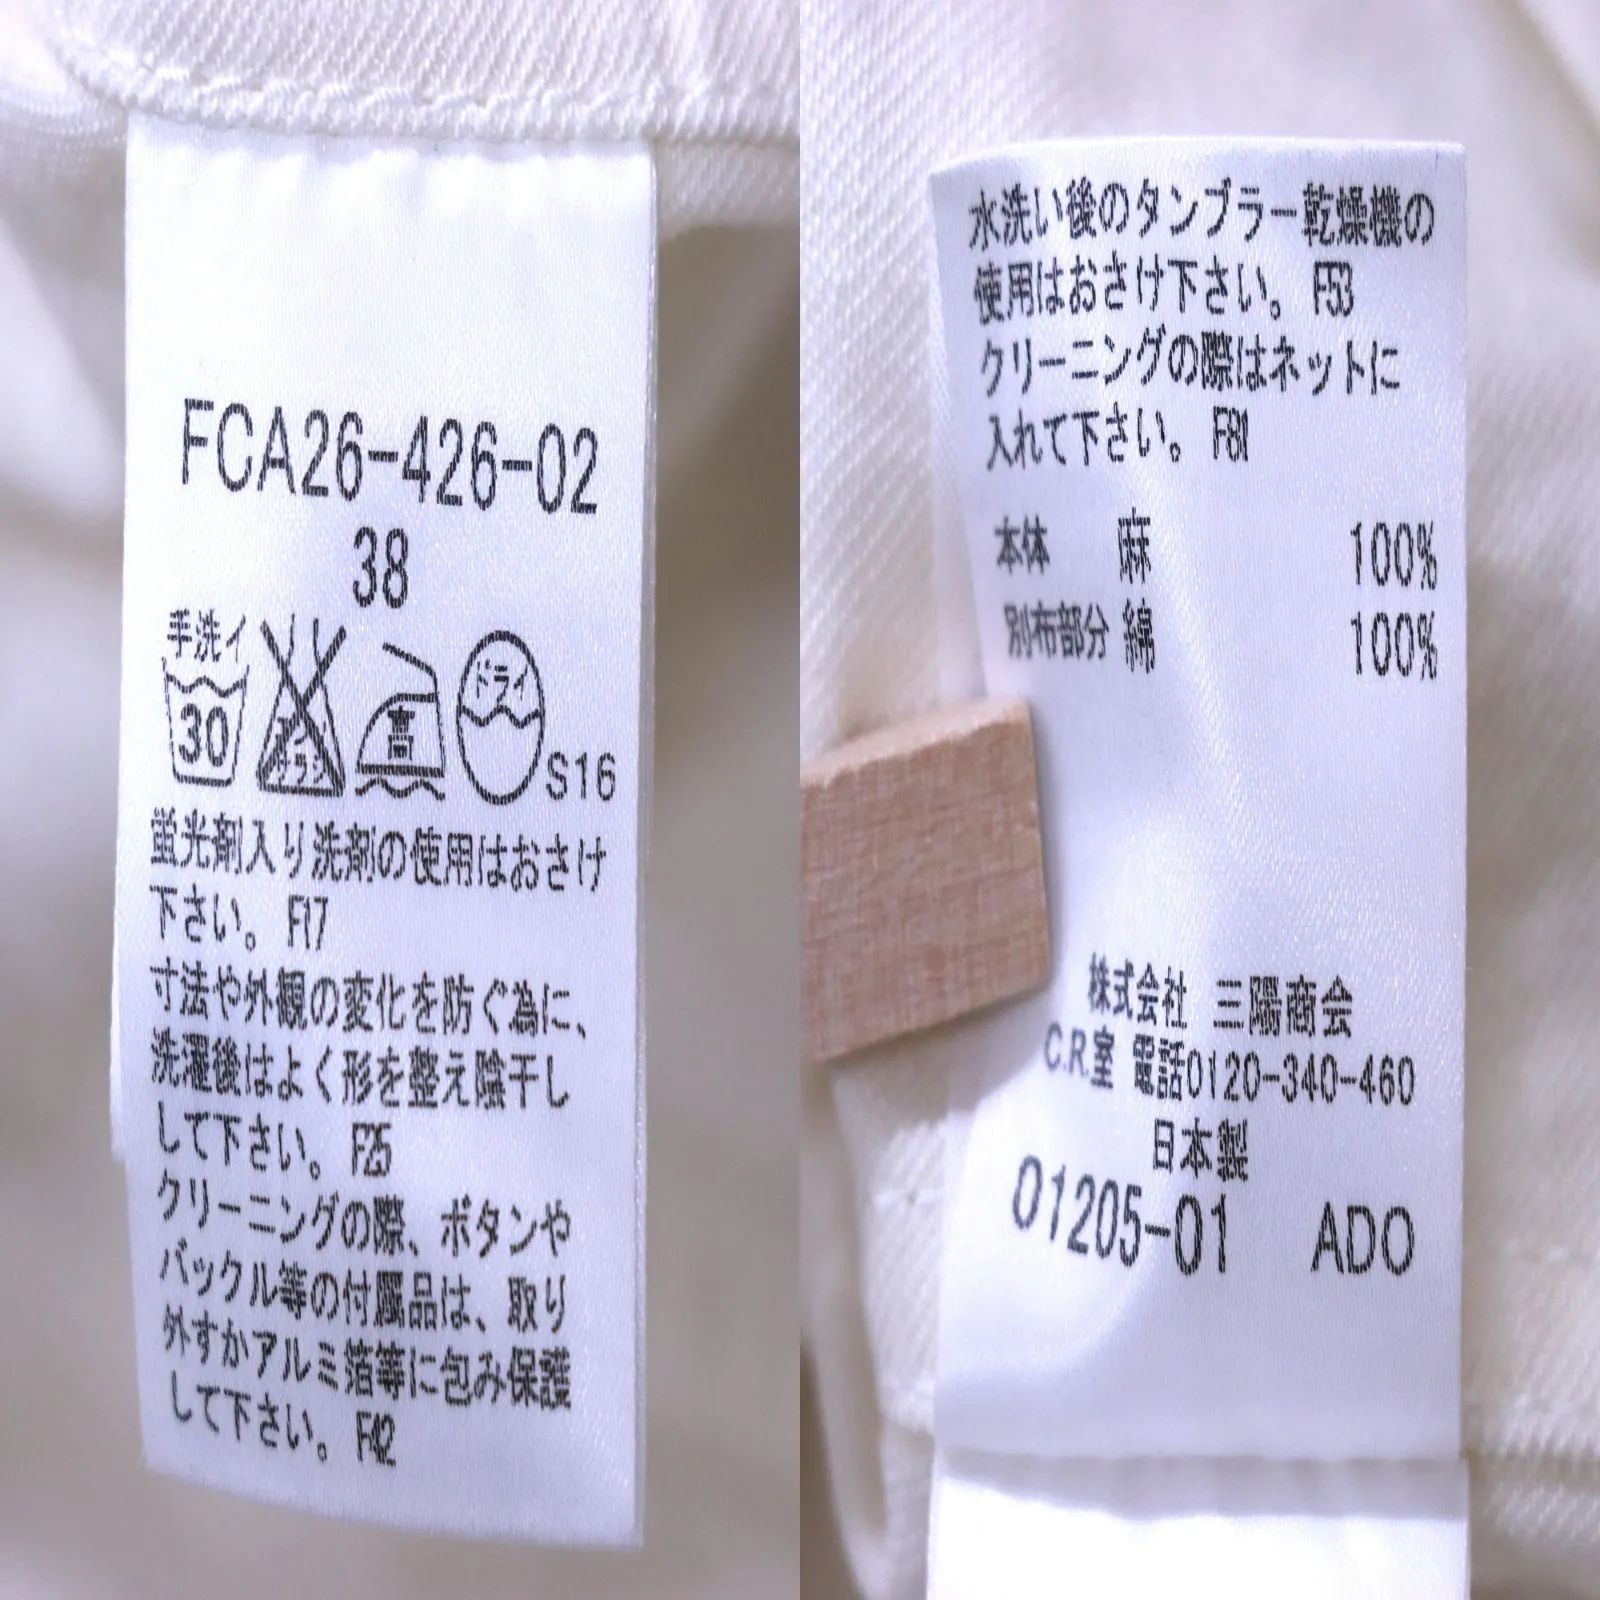 FCA26-426-02
38
手洗イ
30
エンソ
サラシ
高
ドライ
S16
蛍光剤入り洗剤の使用はおさけ
下さい。 F17
寸法や外観の変化を防ぐ為に、
洗濯後はよく形を整え陰干し
して下さい。 F25
クリーニングの際、ボタンや
バックル等の付属品は、取り
外すかアルミ箔等に包み保護
して下さい。 F42
水洗い後のタンブラー乾燥機の
使用はおさけ下さい。 F53
クリーニングの際はネットに
入れて下さい。 F81
本体 麻 100%
別布部分 綿 100%
株式会社 三陽商会
C.R.室 電話0120-340-460
日本製
01205-01 ADO